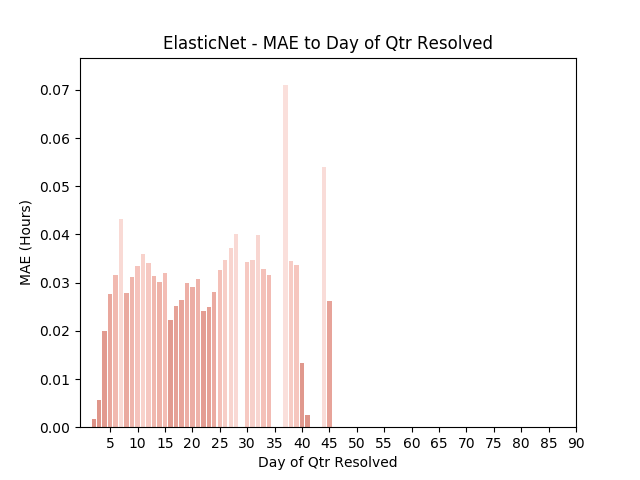 ElasticNet - MAE to Day of Qtr Resolved
0.07
0.06
0.05
0.04
0.03
0.02
0.01
0.00
MAE (Hours)
5 10 15 20 25 30 35 40 45 50 55 60 65 70 75 80 85 90
Day of Qtr Resolved